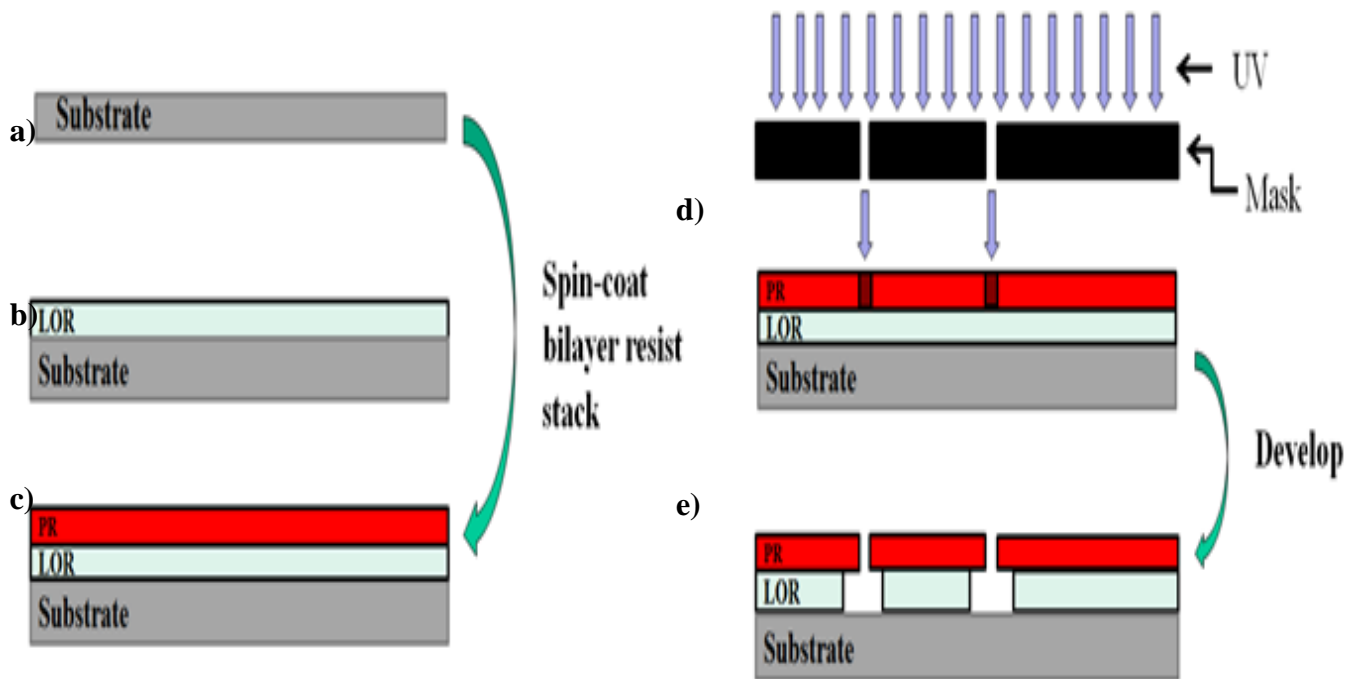 a)
Substrate
b)
LOR
Substrate
c)
PR
LOR
Substrate
Spin-coat
bilayer resist
stack
d)
UV
Mask
PR
LOR
Substrate
Develop
e)
PR
LOR
Substrate